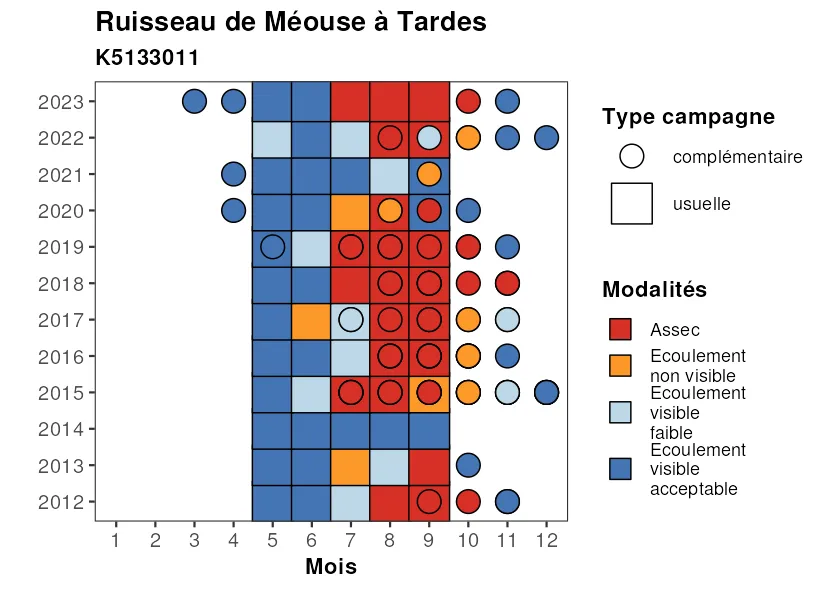 Ruisseau de Méouse à Tardes
K5133011
2023
2022
2021
2020
2019
2018
2017
2016
2015
2014
2013
2012
1 2 3 4 5 6 7 8 9 10 11 12
Mois
Type campagne
complémentaire
usuelle
Modalités
Assec
Ecoulement
non visible
Ecoulement
visible
faible
Ecoulement
visible
acceptable